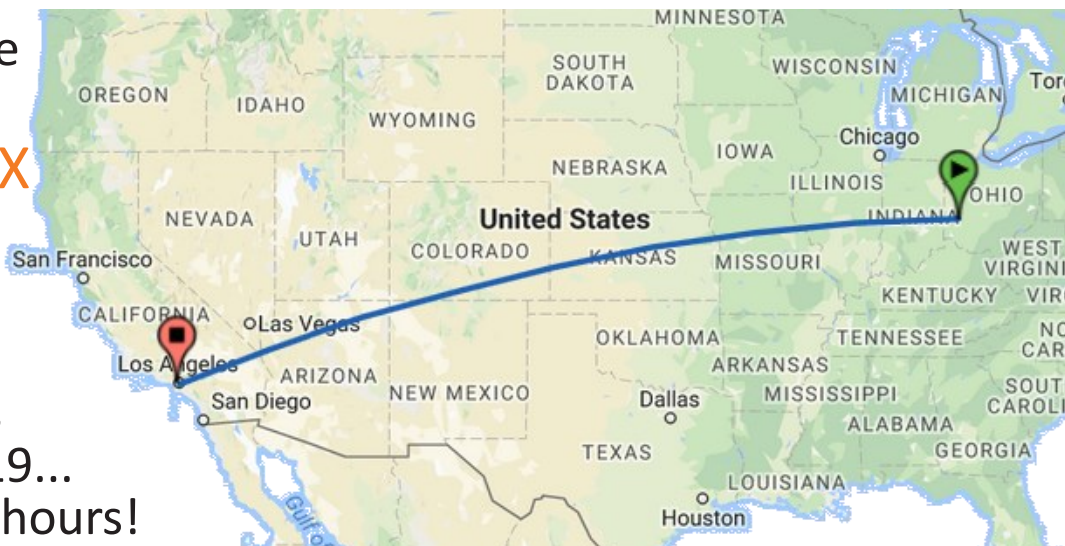 e
X
19...
hours!
MINNESOTA
SOUTH
DAKOTA
WISCONSIN
MICHIGAN
OREGON
IDAHO
WYOMING
Chicago
IOWA
NEBRASKA
ILLINOIS
OHIO
NEVADA
United States
INDIANA
UTAH
COLORADO
KANSAS
MISSOURI
WEST
San Francisco
KENTUCKY
CALIFORNIA
Las Vegas
OKLAHOMA
TENNESSEE
Los Angeles
ARIZONA
ARKANSAS
NEW MEXICO
MISSISSIPPI
San Diego
Dallas
ALABAMA
TEXAS
GEORGIA
LOUISIANA
Houston